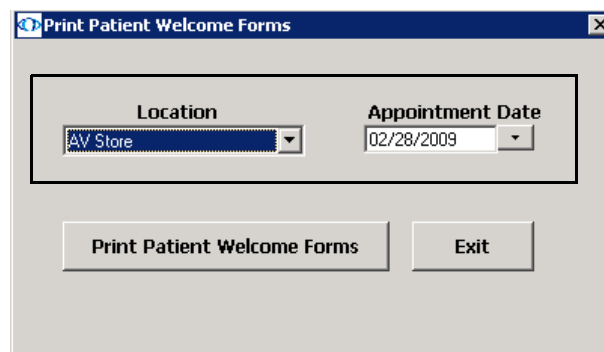 Print Patient Welcome Forms
Location Appointment Date
AV Store 02/28/2009
Print Patient Welcome Forms Exit